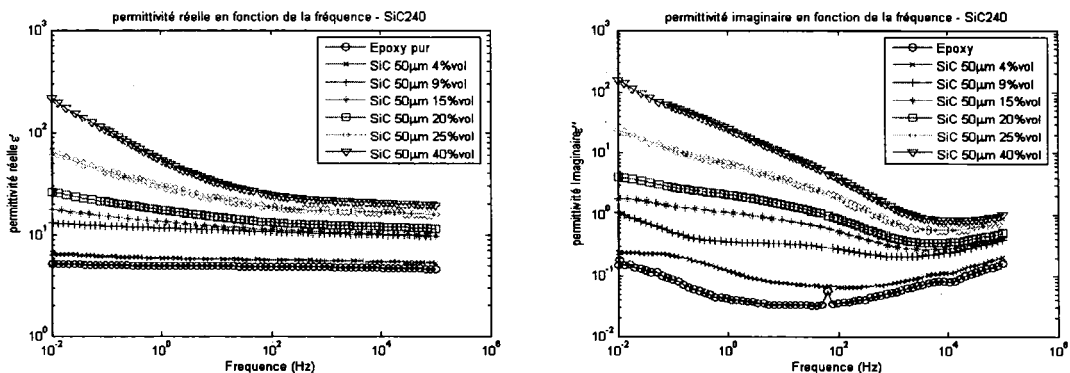 permittivité réelle en fonction de la fréquence - SiC240
10³
10²
10¹
10⁰
permittivité réelle ε'
Epoxy pur
SiC 50µm 4%vol
SiC 50µm 9%vol
SiC 50µm 15%vol
SiC 50µm 20%vol
SiC 50µm 25%vol
SiC 50µm 40%vol
10⁻² 10⁰ 10² 10⁴ 10⁶
Frequence (Hz)
permittivité imaginaire en fonction de la fréquence - SiC240
10³
10²
10¹
10⁰
10⁻¹
10⁻²
permittivité Imaginaire ε''
Epoxy
SiC 50µm 4%vol
SiC 50µm 9%vol
SiC 50µm 15%vol
SiC 50µm 20%vol
SiC 50µm 25%vol
SiC 50µm 40%vol
10⁻² 10⁰ 10² 10⁴ 10⁶
Frequence (Hz)